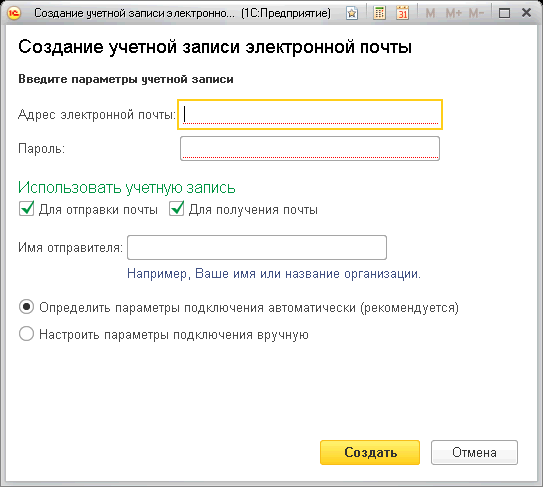 Создание учетной записи электронно... (1С:Предприятие)
31 M M+ M−
Создание учетной записи электронной почты
Введите параметры учетной записи
Адрес электронной почты:
Пароль:
Использовать учетную запись
Для отправки почты Для получения почты
Имя отправителя:
Например, Ваше имя или название организации.
Определить параметры подключения автоматически (рекомендуется)
Настроить параметры подключения вручную
Создать Отмена